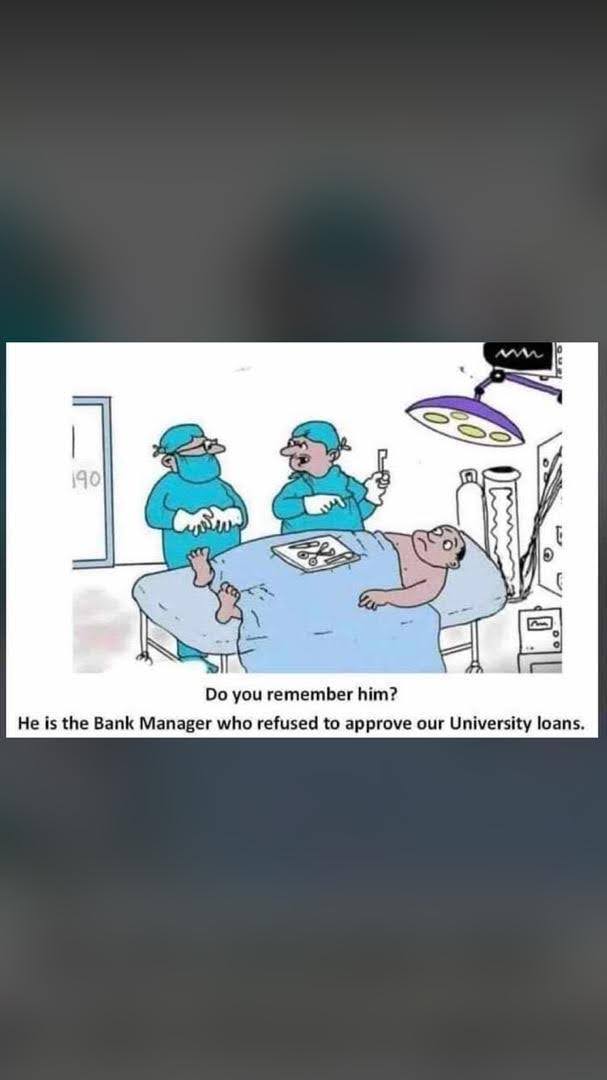 190
Do you remember him?
He is the Bank Manager who refused to approve our University loans.